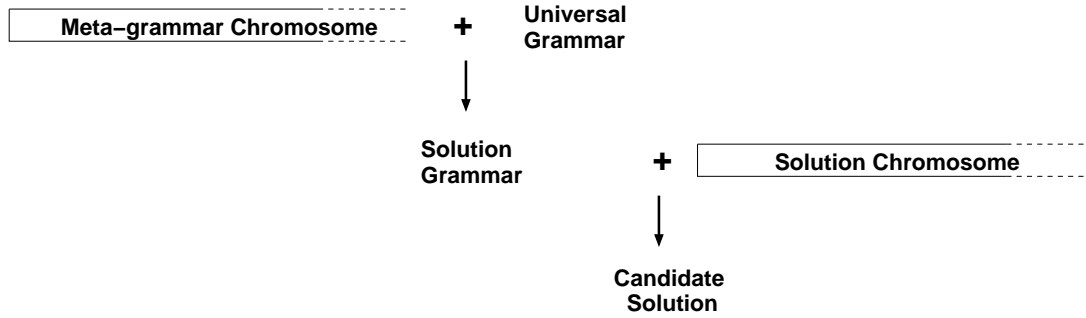 Meta−grammar Chromosome + Universal
Grammar
Solution
Grammar + Solution Chromosome
Candidate
Solution